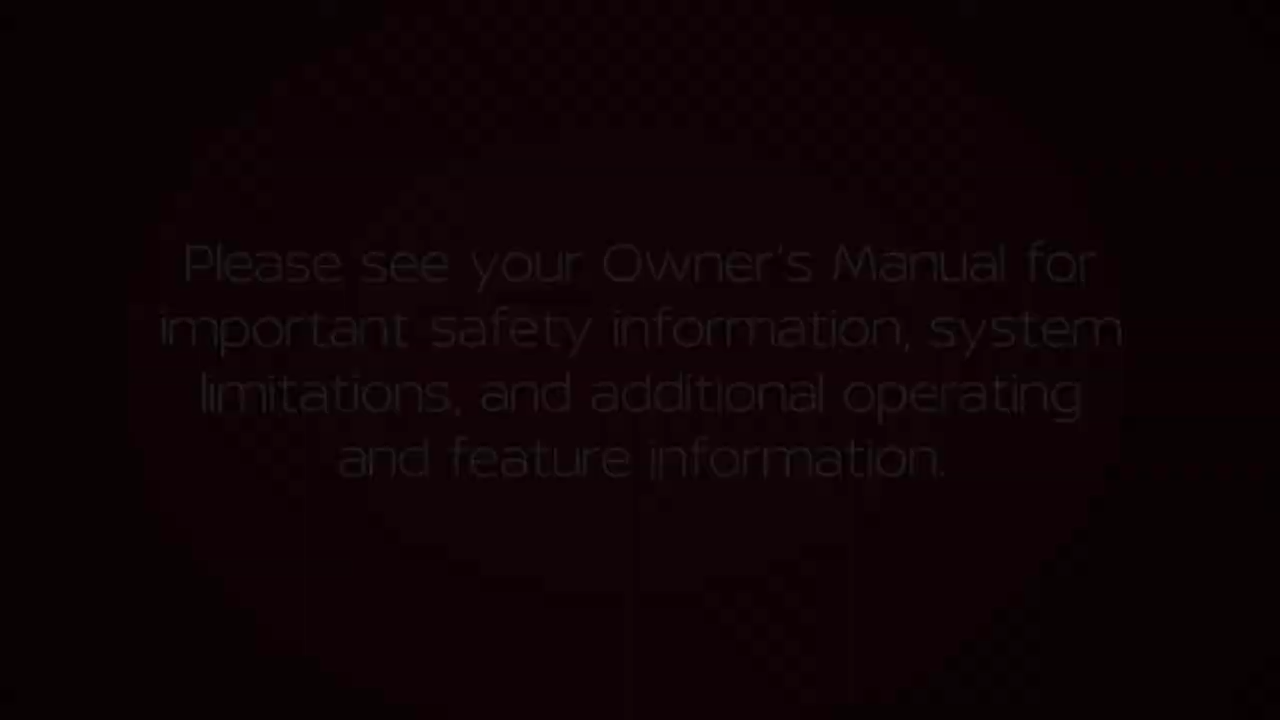 Please see your Owner's Manual for
important safety information, system
limitations, and additional operating
and feature information.